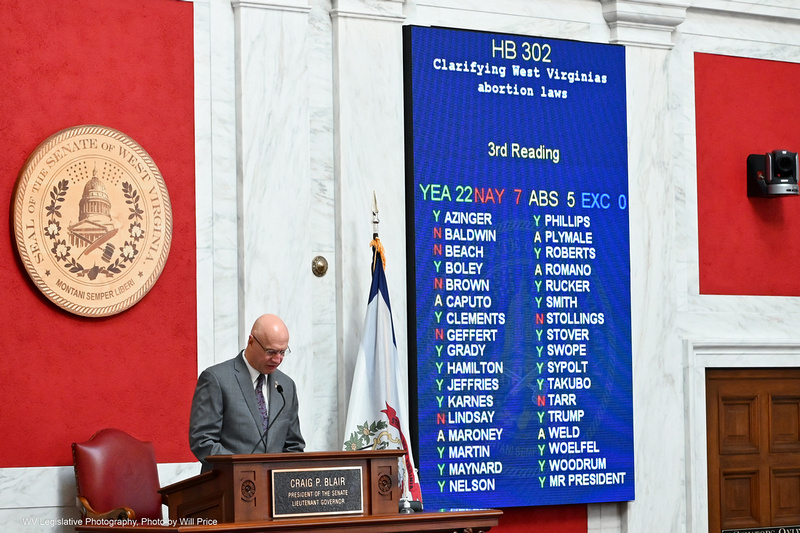 HB 302
Clarifying West Virginias
abortion laws
3rd Reading
YEA 22 NAY 7 ABS 5 EXC 0
Y AZINGER
N BALDWIN
N BEACH
Y BOLEY
N BROWN
A CAPUTO
Y CLEMENTS
N GEFFERT
Y GRADY
Y HAMILTON
Y JEFFRIES
Y KARNES
N LINDSAY
A MARONEY
Y MARTIN
Y MAYNARD
Y NELSON
Y PHILLIPS
A PLYMALE
Y ROBERTS
A ROMANO
Y RUCKER
Y SMITH
N STOLLINGS
Y STOVER
Y SWOPE
Y SYPOLT
Y TAKUBO
N TARR
Y TRUMP
A WELD
Y WOELFEL
Y WOODRUM
Y MR PRESIDENT
SEAL OF THE SENATE OF WEST VIRGINIA
MONTANI SEMPER LIBERI
CRAIG P. BLAIR
PRESIDENT OF THE SENATE
LIEUTENANT GOVERNOR
WV Legislative Photography, Photo by Will Price